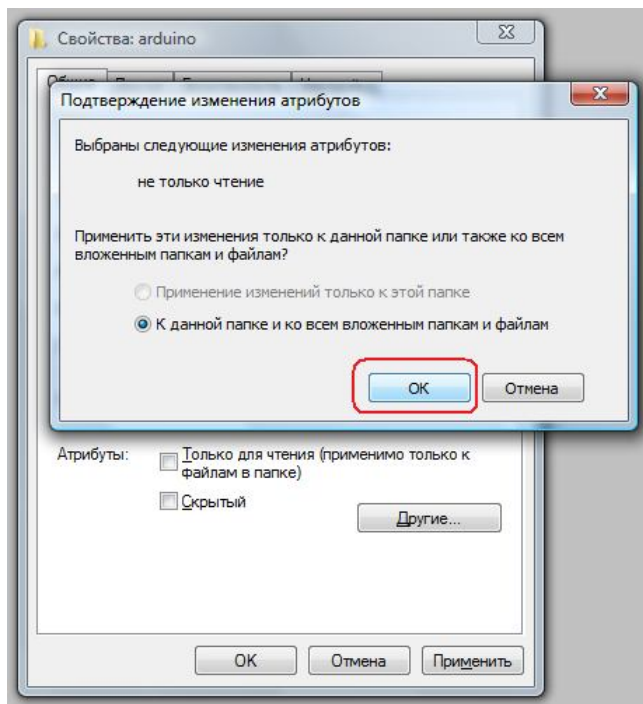 Свойства: arduino
Подтверждение изменения атрибутов
Выбраны следующие изменения атрибутов:
не только чтение
Применить эти изменения только к данной папке или также ко всем
вложенным папкам и файлам?
Применение изменений только к этой папке
К данной папке и ко всем вложенным папкам и файлам
ОК
Отмена
Атрибуты:
Только для чтения (применимо только к
файлам в папке)
Скрытый
Другие...
ОК
Отмена
Применить